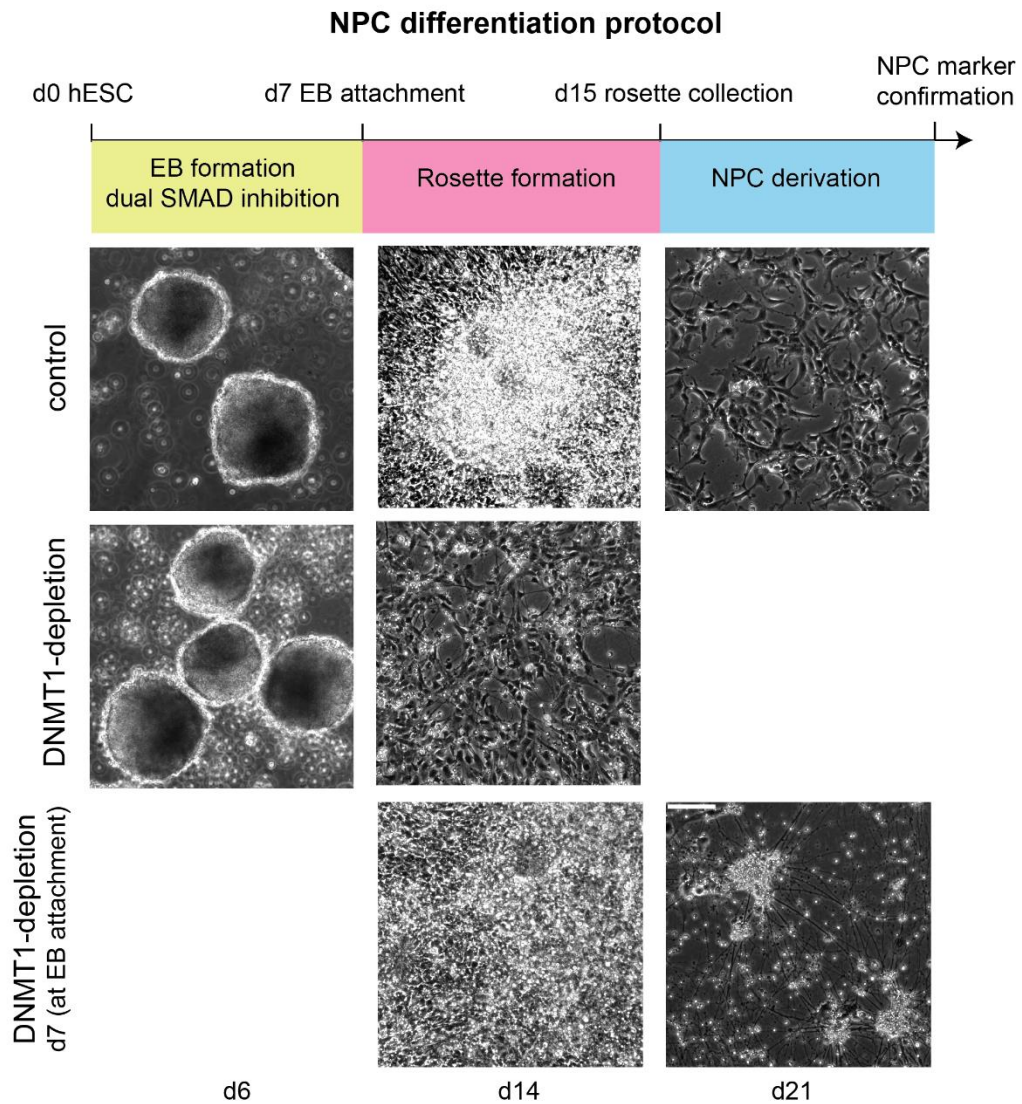 NPC differentiation protocol
d0 hESC
d7 EB attachment
d15 rosette collection
NPC marker
confirmation
EB formation
dual SMAD inhibition
Rosette formation
NPC derivation
control
DNMT1-depletion
DNMT1-depletion
d7 (at EB attachment)
d6
d14
d21